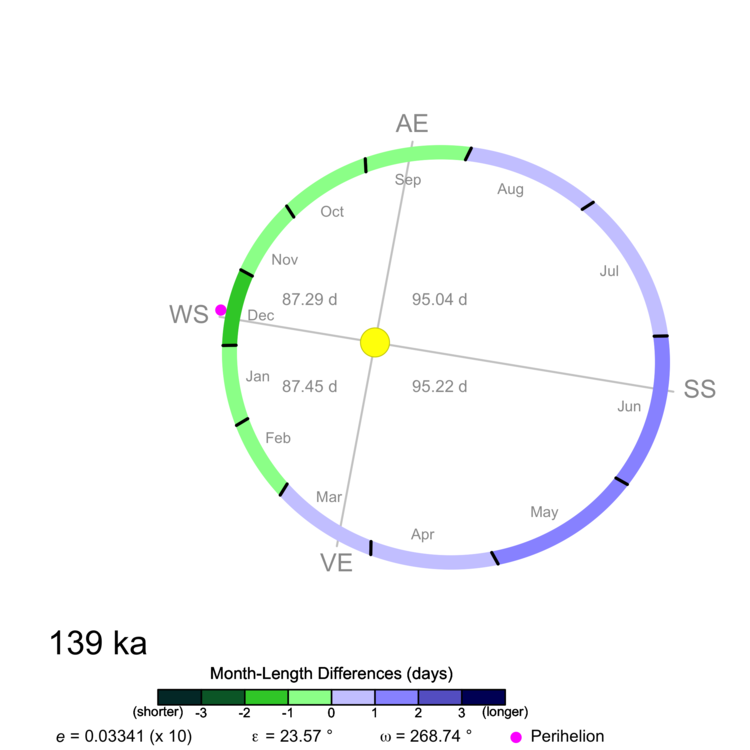 AE
Sep
Aug
Oct
Nov
Jul
87.29 d
95.04 d
WS
Dec
Jan
87.45 d
95.22 d
SS
Jun
Feb
Mar
May
Apr
VE
139 ka
Month-Length Differences (days)
(shorter) -3 -2 -1 0 1 2 3 (longer)
e = 0.03341 (x 10) ε = 23.57 ° ω = 268.74 ° Perihelion